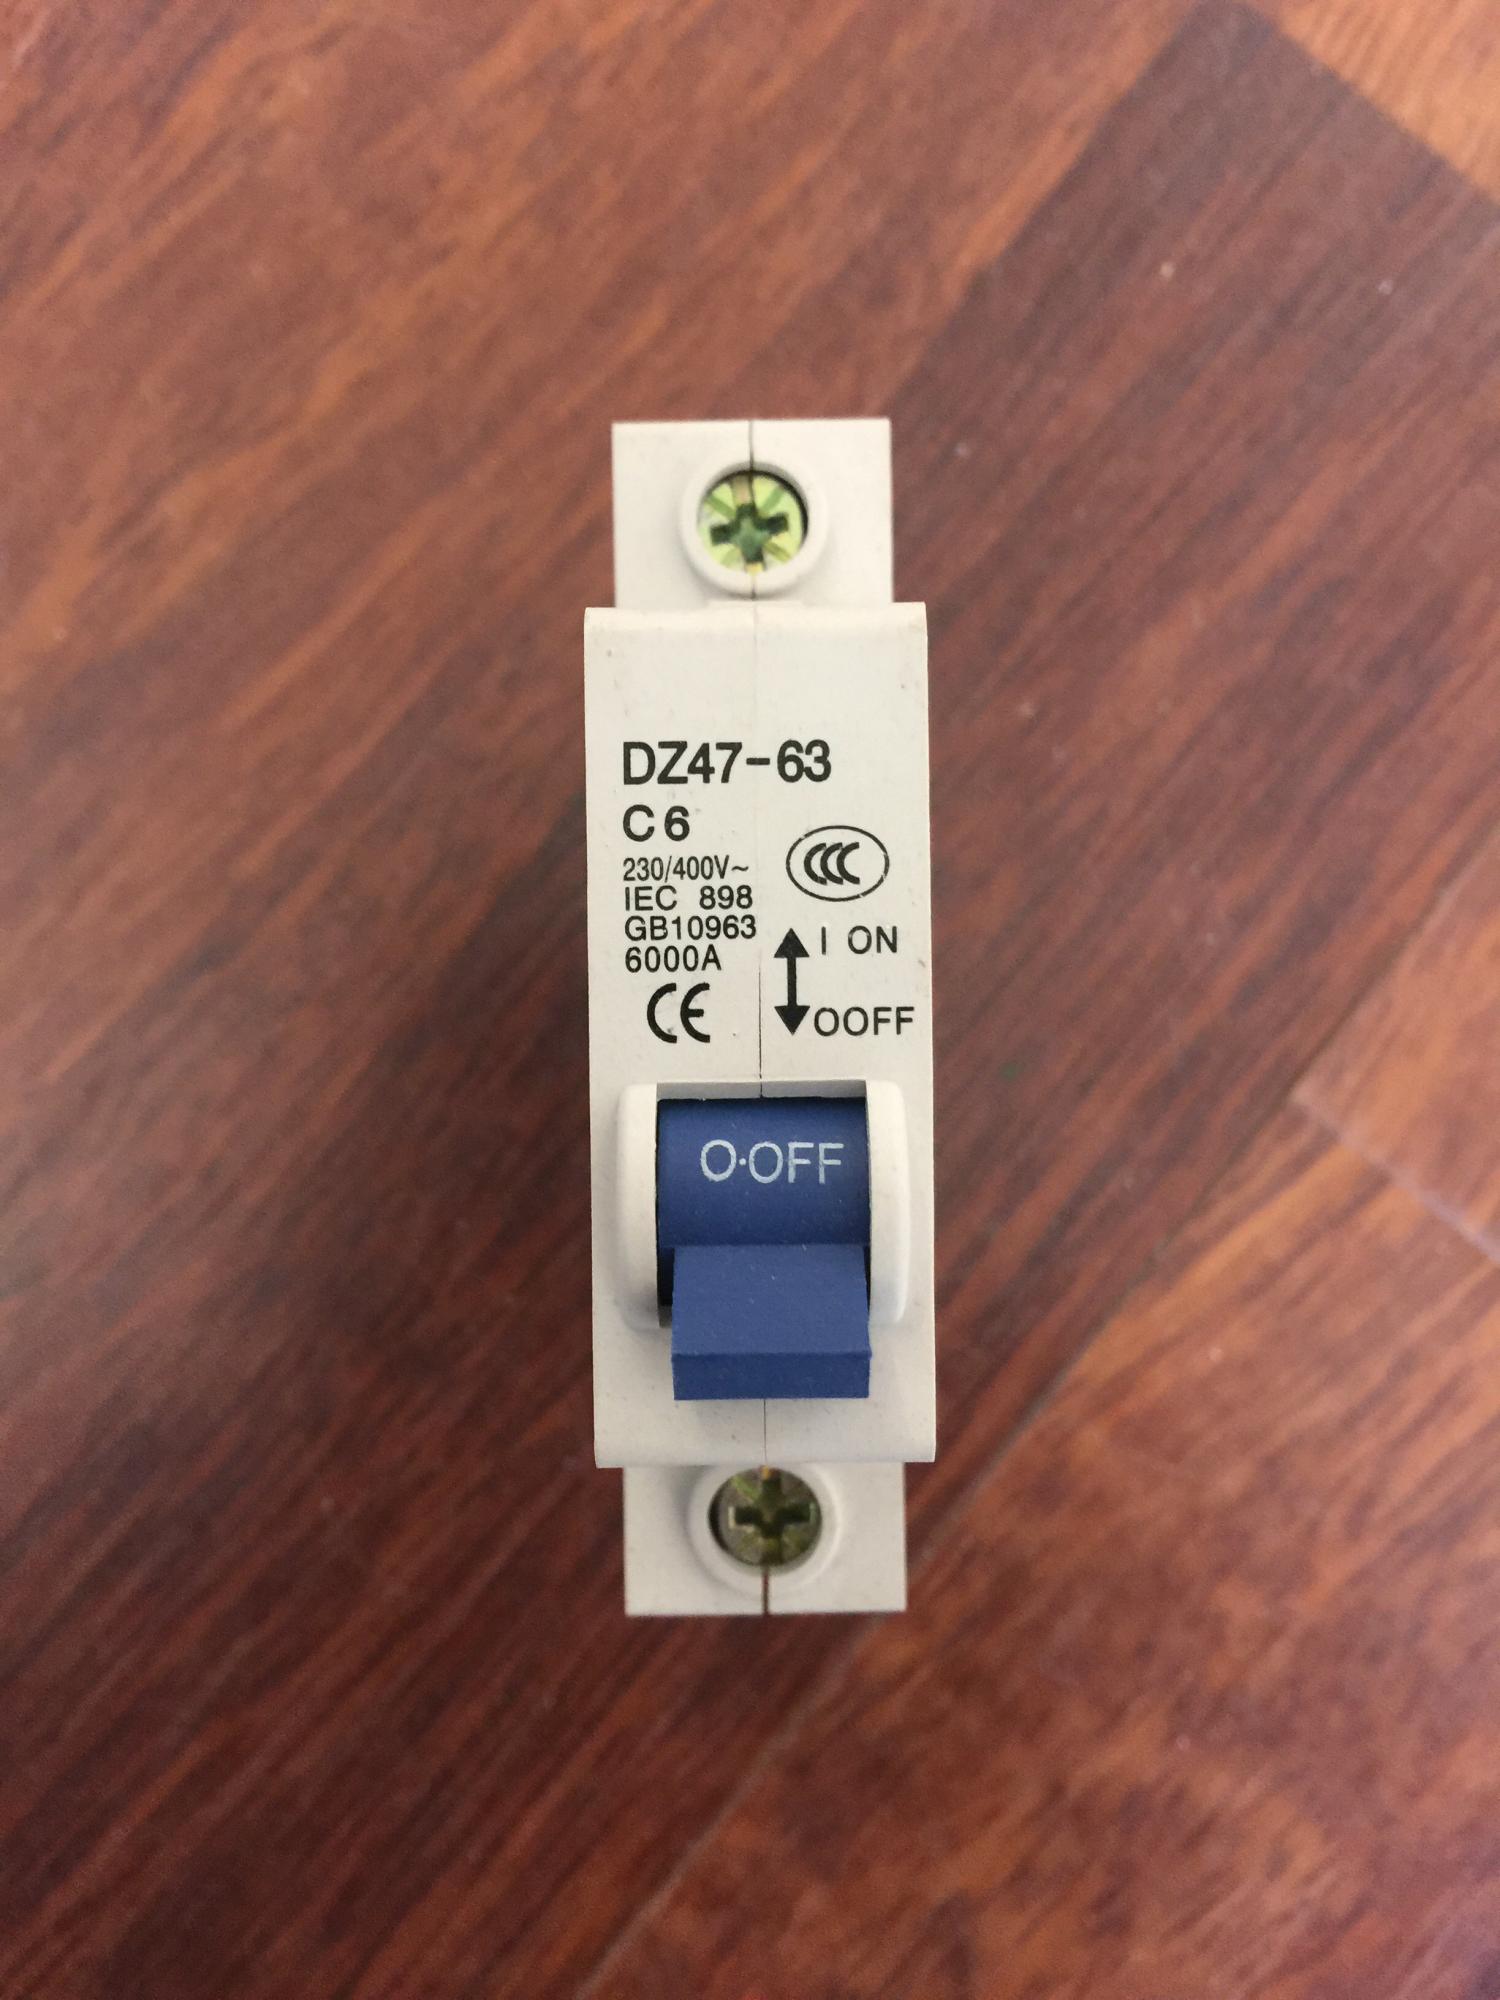 DZ47-63
C6
230/400V~
IEC 898
GB10963
6000A
CE
CCC
I ON
OOFF
O·OFF